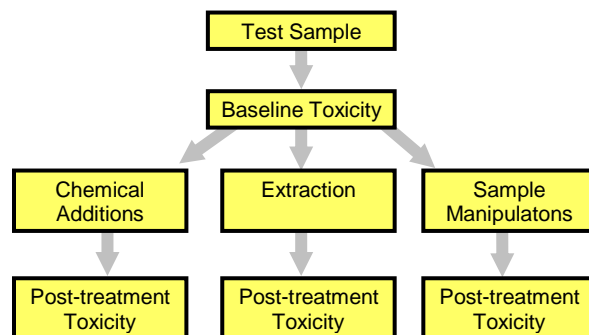 Test Sample
Baseline Toxicity
Chemical
Additions
Extraction
Sample
Manipulatons
Post-treatment
Toxicity
Post-treatment
Toxicity
Post-treatment
Toxicity